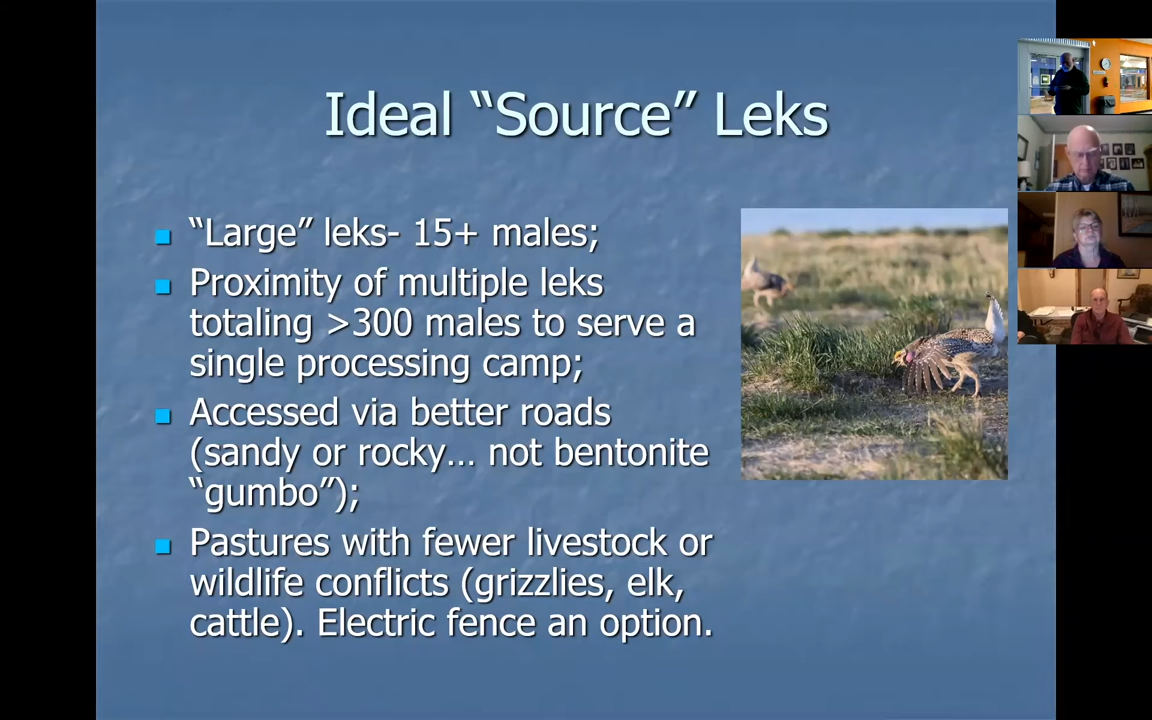 Ideal “Source” Leks
“Large” leks- 15+ males;
Proximity of multiple leks
totaling >300 males to serve a
single processing camp;
Accessed via better roads
(sandy or rocky… not bentonite
“gumbo”);
Pastures with fewer livestock or
wildlife conflicts (grizzlies, elk,
cattle). Electric fence an option.